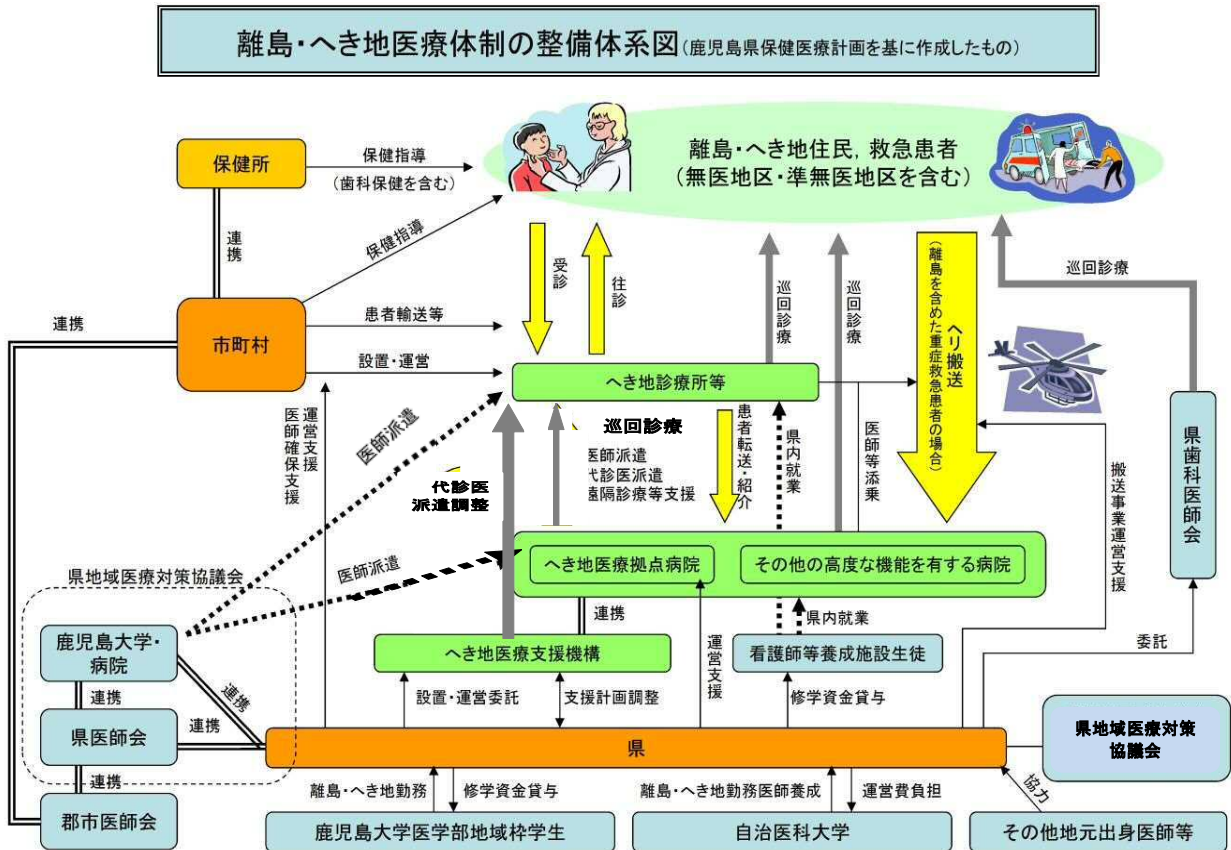 離島・へき地医療体制の整備体系図(鹿児島県保健医療計画を基に作成したもの)
保健所
保健指導
(歯科保健を含む)
離島・へき地住民,救急患者
(無医地区・準無医地区を含む)
連携
保健指導
受診
往診
巡回診療
巡回診療
(離島を含めた重症救急患者の場合)
ヘリ搬送
巡回診療
連携
市町村
患者輸送等
設置・運営
へき地診療所等
運営支援
医師確保支援
医師派遣
代診医
派遣調整
巡回診療
医師派遣
代診医派遣
遠隔診療等支援
患者転送・紹介
県内就業
医師等添乗
搬送事業運営支援
県歯科医師会
医師派遣
へき地医療拠点病院
その他の高度な機能を有する病院
県地域医療対策協議会
連携
県内就業
鹿児島大学・
病院
へき地医療支援機構
運営支援
看護師等養成施設生徒
委託
連携
連携
設置・運営委託
支援計画調整
修学資金貸与
県医師会
連携
県
県地域医療対策
協議会
連携
離島・へき地勤務
修学資金貸与
離島・へき地勤務医師養成
運営費負担
協力
郡市医師会
鹿児島大学医学部地域枠学生
自治医科大学
その他地元出身医師等